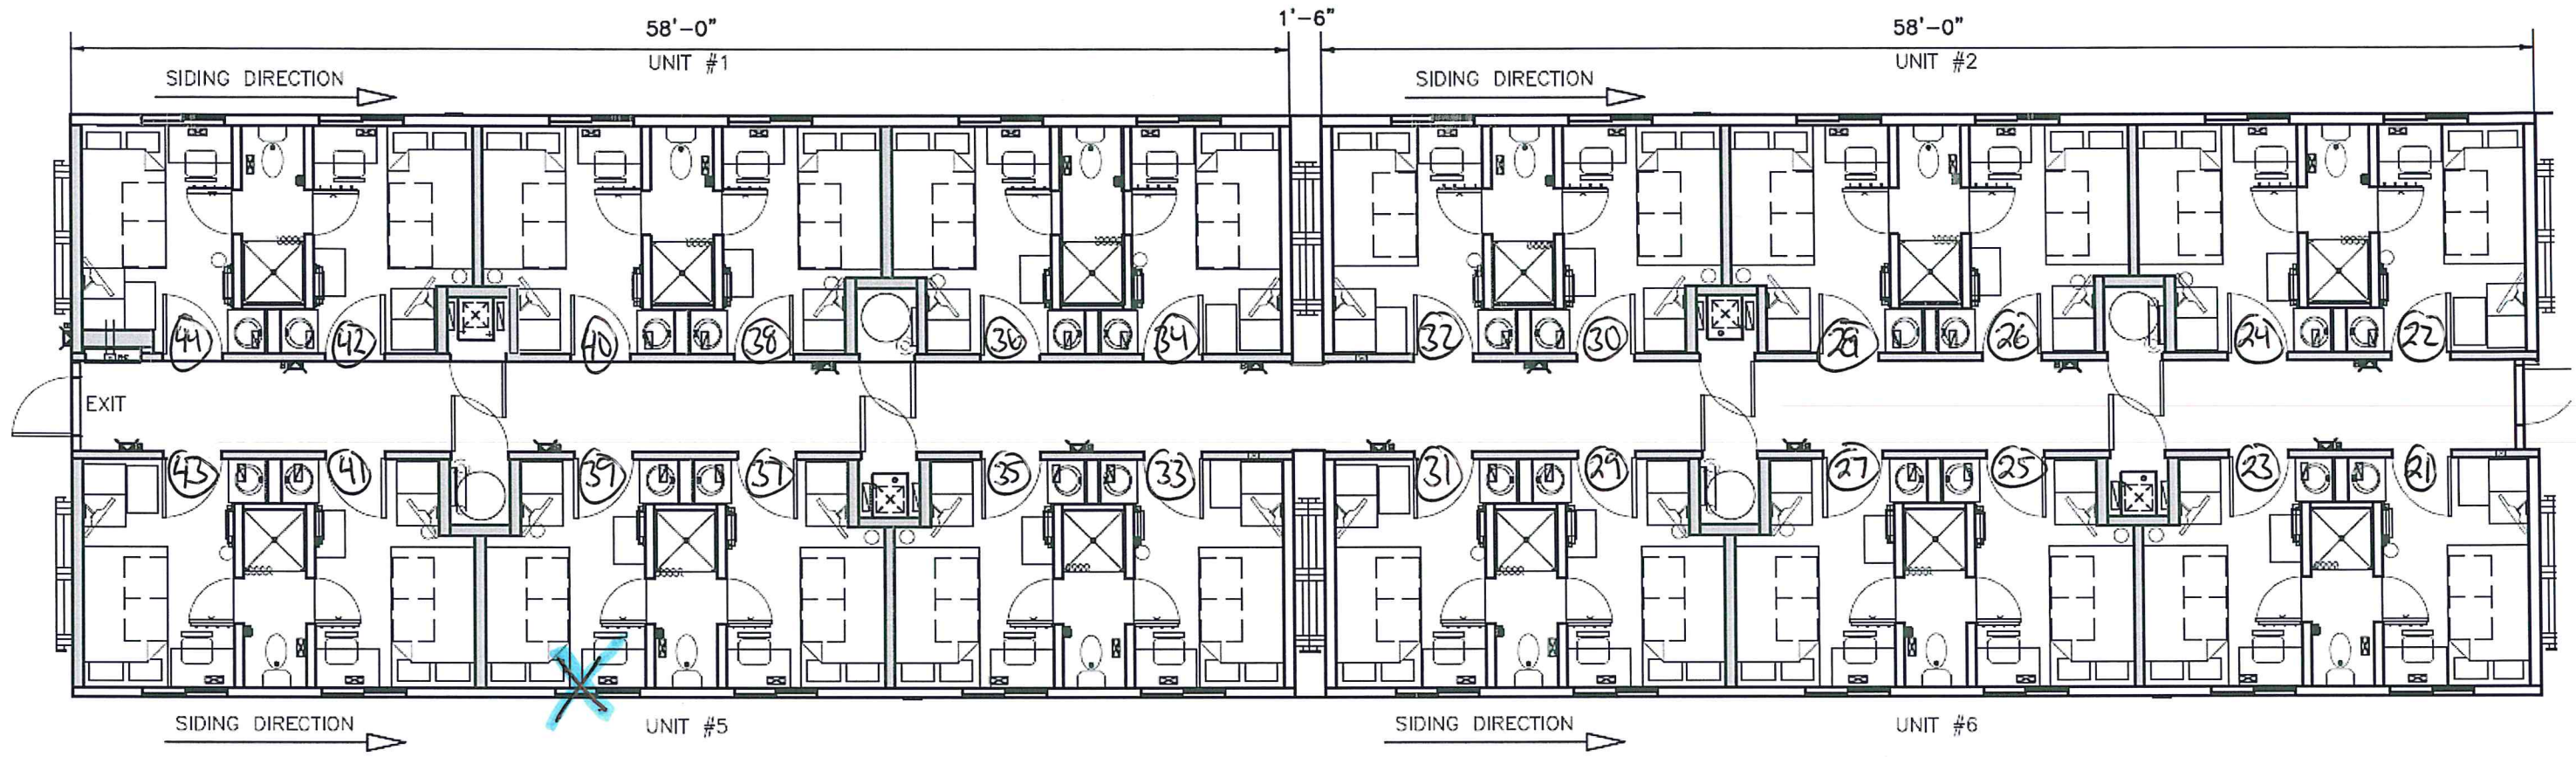 58'-0" 1'-6" 58'-0"
UNIT #1 UNIT #2
SIDING DIRECTION SIDING DIRECTION
44 42 40 38 36 34 32 30 26 24 22
EXIT
43 41 39 37 35 33 31 29 27 25 23 21
SIDING DIRECTION UNIT #5 SIDING DIRECTION UNIT #6